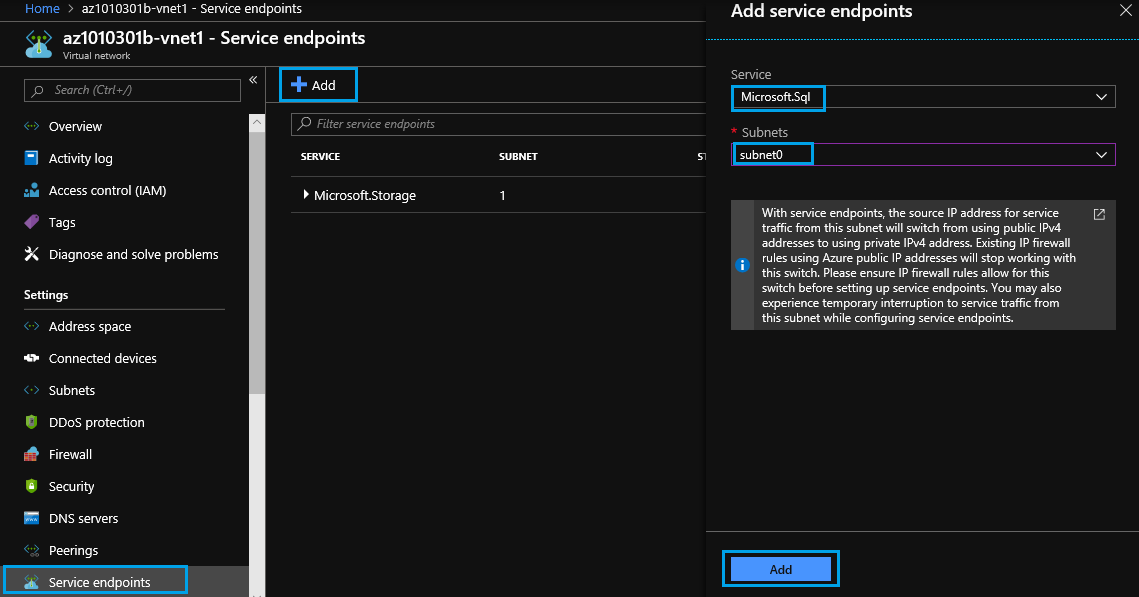 Home > az1010301b-vnet1 - Service endpoints
az1010301b-vnet1 - Service endpoints
Virtual network
Search (Ctrl+/)
«
Overview
Activity log
Access control (IAM)
Tags
Diagnose and solve problems
Settings
Address space
Connected devices
Subnets
DDoS protection
Firewall
Security
DNS servers
Peerings
Service endpoints
Add
Filter service endpoints
SERVICE SUBNET ST
Microsoft.Storage 1
Add service endpoints
Service
Microsoft.Sql
* Subnets
subnet0
With service endpoints, the source IP address for service
traffic from this subnet will switch from using public IPv4
addresses to using private IPv4 address. Existing IP firewall
rules using Azure public IP addresses will stop working with
this switch. Please ensure IP firewall rules allow for this
switch before setting up service endpoints. You may also
experience temporary interruption to service traffic from
this subnet while configuring service endpoints.
Add